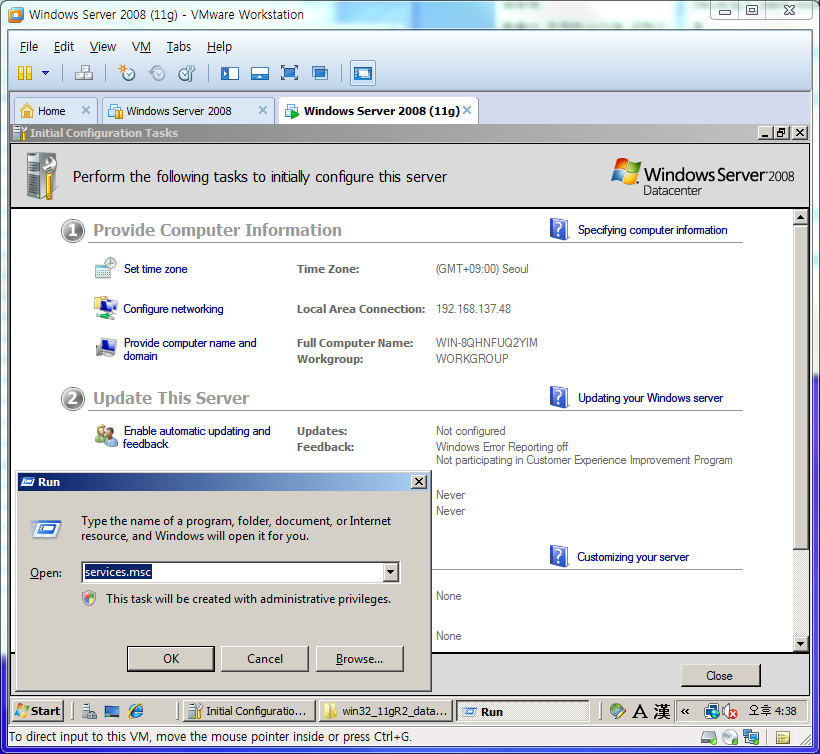 Windows Server 2008 (11g) - VMware Workstation
File Edit View VM Tabs Help
Home Windows Server 2008 Windows Server 2008 (11g)
Initial Configuration Tasks
Perform the following tasks to initially configure this server
Windows Server 2008
Datacenter
1 Provide Computer Information Specifying computer information
Set time zone Time Zone: (GMT+09:00) Seoul
Configure networking Local Area Connection: 192.168.137.48
Provide computer name and domain Full Computer Name: WIN-8QHNFUQ2YIM
Workgroup: WORKGROUP
2 Update This Server Updating your Windows server
Enable automatic updating and feedback Updates: Not configured
Feedback: Windows Error Reporting off
Not participating in Customer Experience Improvement Program
Never
Never
Customizing your server
None
None
Run
Type the name of a program, folder, document, or Internet
resource, and Windows will open it for you.
Open: services.msc
This task will be created with administrative privileges.
OK Cancel Browse...
Close
Start Initial Configuratio... win32_11gR2_data... Run A 漢 « 오후 4:38
To direct input to this VM, move the mouse pointer inside or press Ctrl+G.